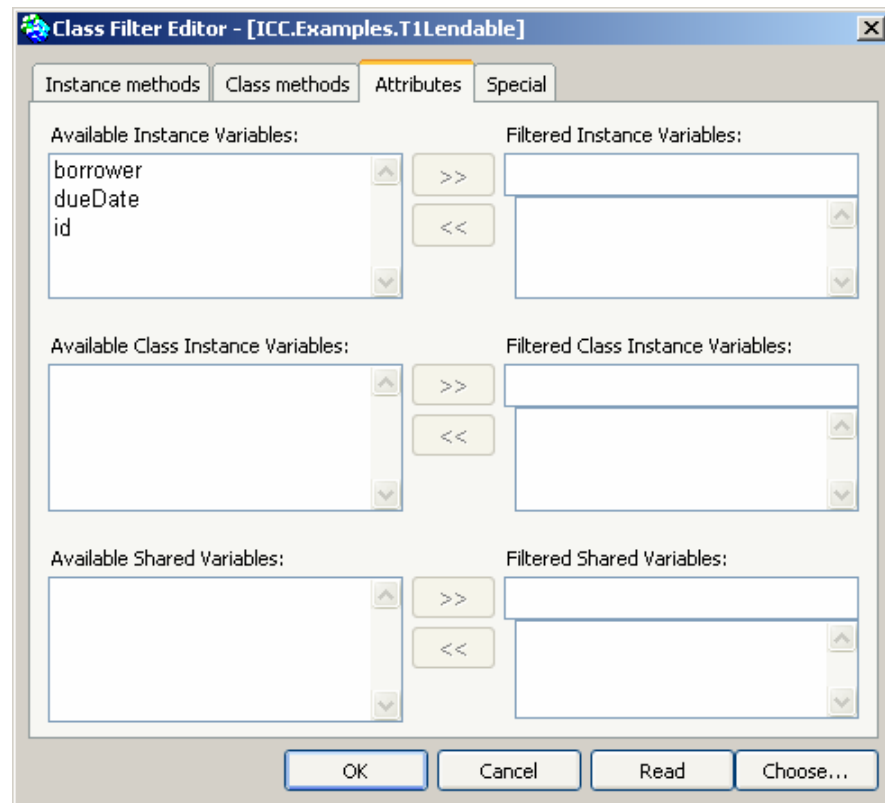 Class Filter Editor - [ICC.Examples.T1Lendable]
Instance methods Class methods Attributes Special
Available Instance Variables: Filtered Instance Variables:
borrower
dueDate
id
>>
<<
Available Class Instance Variables: Filtered Class Instance Variables:
>>
<<
Available Shared Variables: Filtered Shared Variables:
>>
<<
OK Cancel Read Choose...